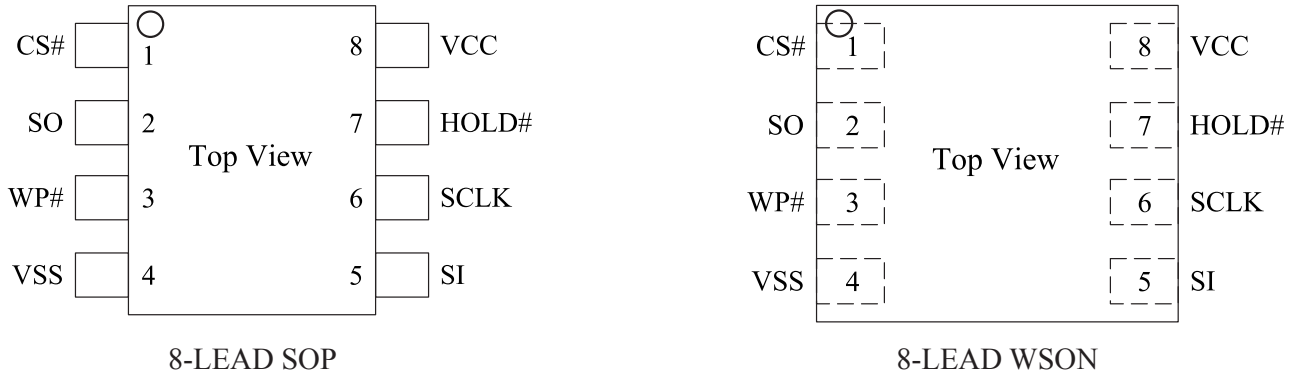 CS# 1 8 VCC
SO 2 7 HOLD#
Top View
WP# 3 6 SCLK
VSS 4 5 SI
8-LEAD SOP
CS# 1 8 VCC
SO 2 7 HOLD#
Top View
WP# 3 6 SCLK
VSS 4 5 SI
8-LEAD WSON